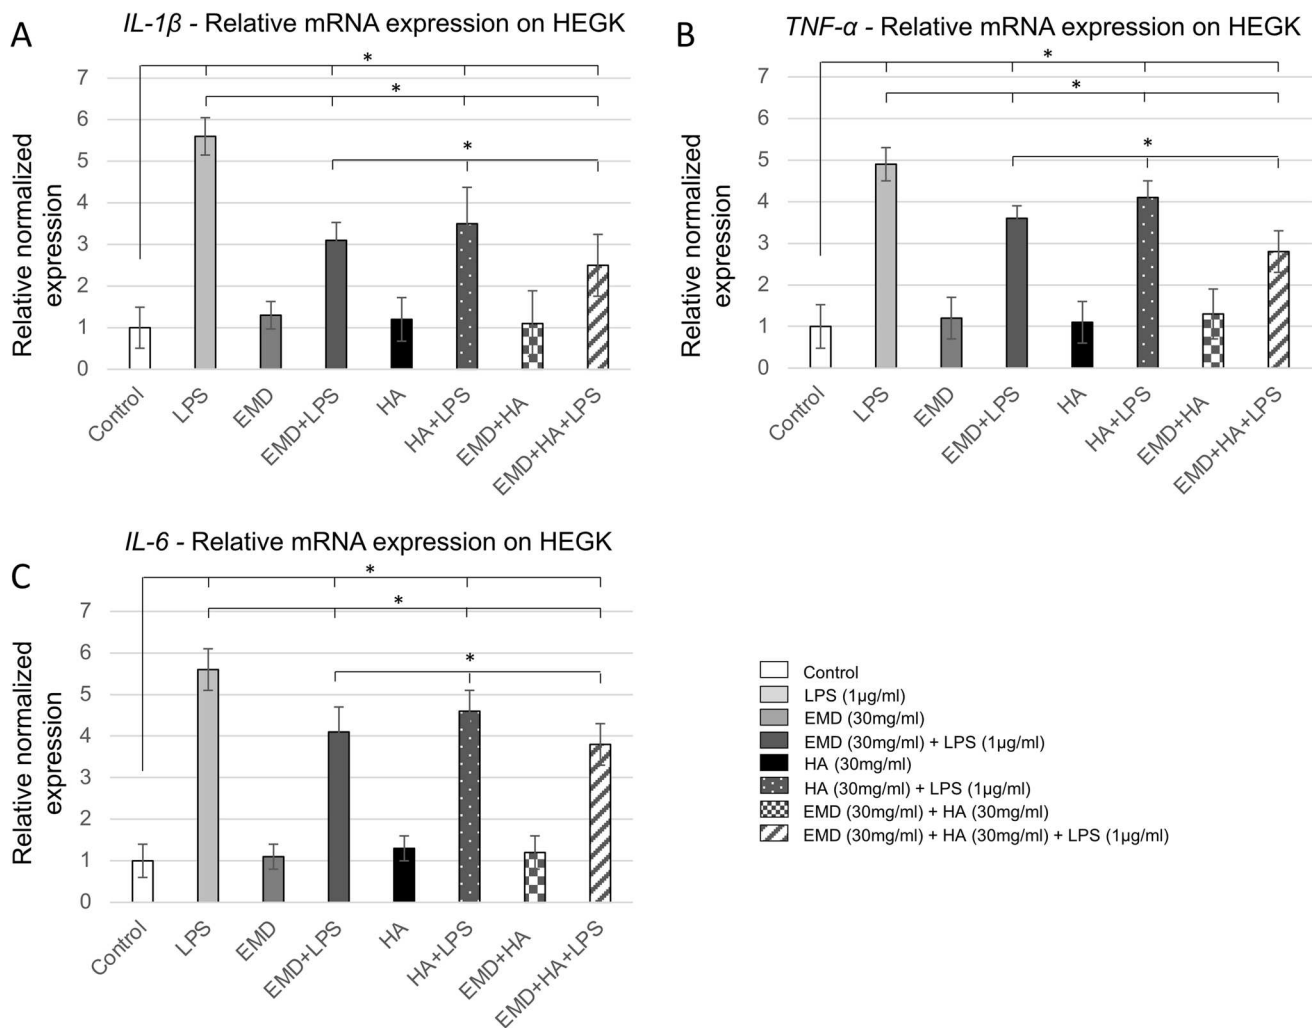 A
IL-1β - Relative mRNA expression on HEGK
*
*
*
Relative normalized
expression
7
6
5
4
3
2
1
0
Control
LPS
EMD
EMD+LPS
HA
HA+LPS
EMD+HA
EMD+HA+LPS
B
TNF-α - Relative mRNA expression on HEGK
*
*
*
Relative normalized
expression
7
6
5
4
3
2
1
0
Control
LPS
EMD
EMD+LPS
HA
HA+LPS
EMD+HA
EMD+HA+LPS
C
IL-6 - Relative mRNA expression on HEGK
*
*
*
Relative normalized
expression
7
6
5
4
3
2
1
0
Control
LPS
EMD
EMD+LPS
HA
HA+LPS
EMD+HA
EMD+HA+LPS
Control
LPS (1µg/ml)
EMD (30mg/ml)
EMD (30mg/ml) + LPS (1µg/ml)
HA (30mg/ml)
HA (30mg/ml) + LPS (1µg/ml)
EMD (30mg/ml) + HA (30mg/ml)
EMD (30mg/ml) + HA (30mg/ml) + LPS (1µg/ml)